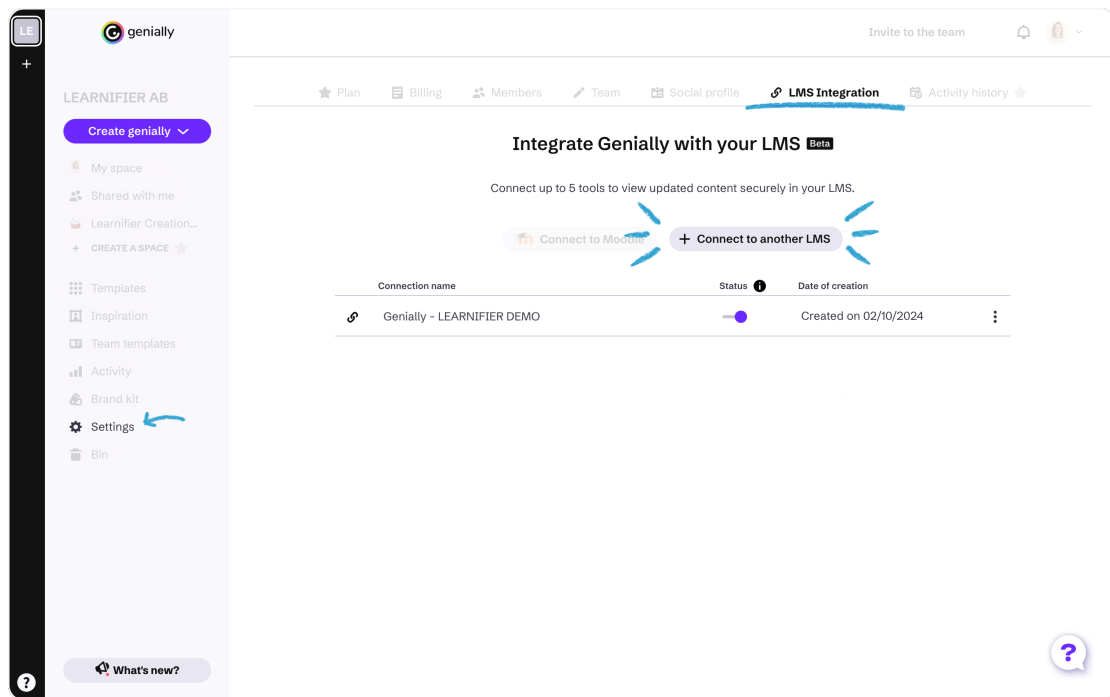 LE
genially
Invite to the team
+
LEARNIFIER AB
Plan
Billing
Members
Team
Social profile
LMS Integration
Activity history
Create genially
Integrate Genially with your LMS Beta
My space
Connect up to 5 tools to view updated content securely in your LMS.
Shared with me
Learnifier Creation...
Connect to Moodle
+ Connect to another LMS
+ CREATE A SPACE
Connection name
Status i
Date of creation
Templates
Genially - LEARNIFIER DEMO
Created on 02/10/2024
Inspiration
Team templates
Activity
Brand kit
Settings
Bin
What's new?
?
?